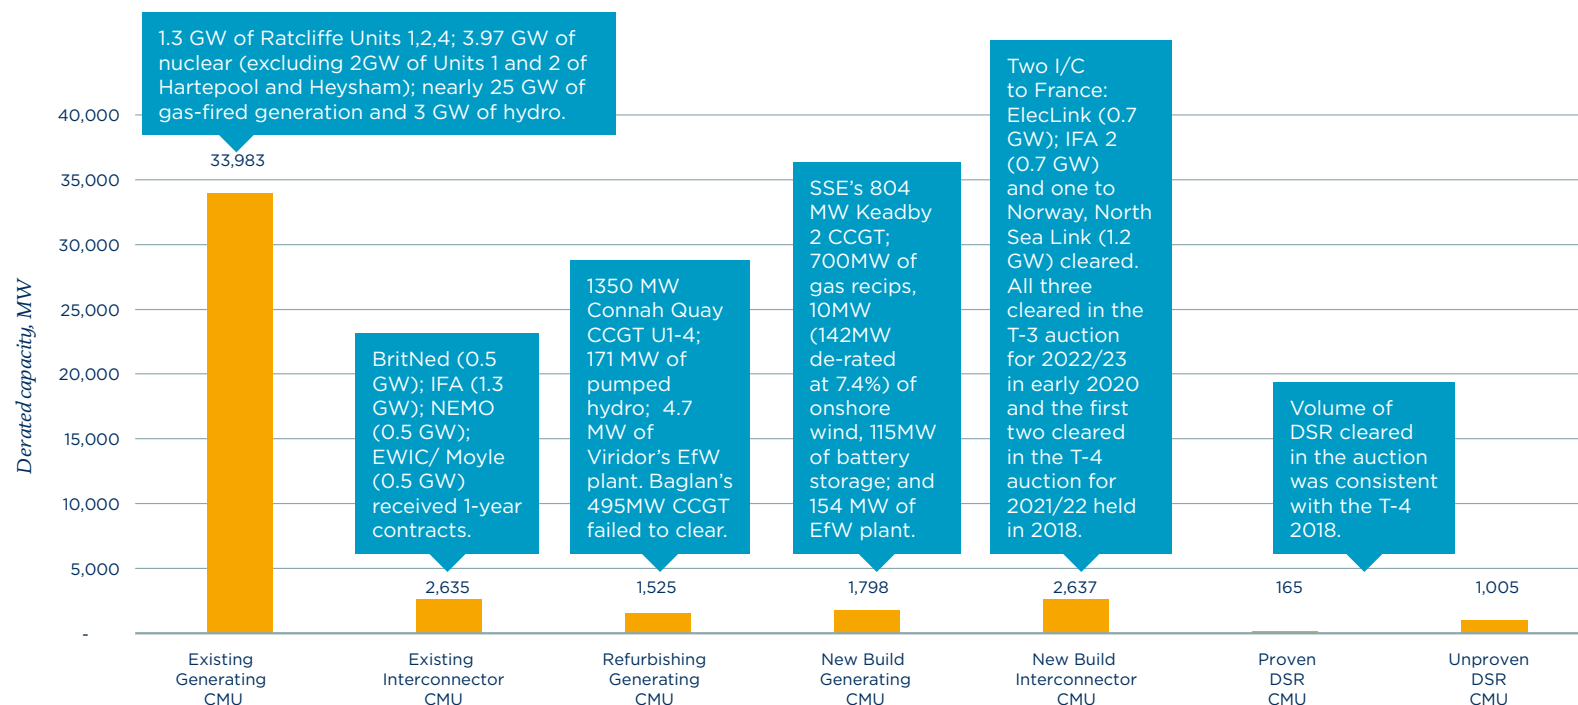 1.3 GW of Ratcliffe Units 1,2,4; 3.97 GW of
nuclear (excluding 2GW of Units 1 and 2 of
Hartepool and Heysham); nearly 25 GW of
gas-fired generation and 3 GW of hydro.
Two I/C
to France:
ElecLink (0.7
GW); IFA 2
(0.7 GW)
and one to
Norway, North
Sea Link (1.2
GW) cleared.
All three
cleared in the
T-3 auction
for 2022/23
in early 2020
and the first
two cleared
in the T-4
auction for
2021/22 held
in 2018.
SSE's 804
MW Keadby
2 CCGT;
700MW of
gas recips,
10MW
(142MW
de-rated
at 7.4%) of
onshore
wind, 115MW
of battery
storage; and
154 MW of
EfW plant.
1350 MW
Connah Quay
CCGT U1-4;
171 MW of
pumped
hydro;  4.7
MW of
Viridor's EfW
plant. Baglan's
495MW CCGT
failed to clear.
BritNed (0.5
GW); IFA (1.3
GW); NEMO
(0.5 GW);
EWIC/ Moyle
(0.5 GW)
received 1-year
contracts.
Volume of
DSR cleared
in the auction
was consistent
with the T-4
2018.
Derated capacity, MW
40,000
35,000
30,000
25,000
20,000
15,000
10,000
5,000
-
33,983
2,635
1,525
1,798
2,637
165
1,005
Existing
Generating
CMU
Existing
Interconnector
CMU
Refurbishing
Generating
CMU
New Build
Generating
CMU
New Build
Interconnector
CMU
Proven
DSR
CMU
Unproven
DSR
CMU